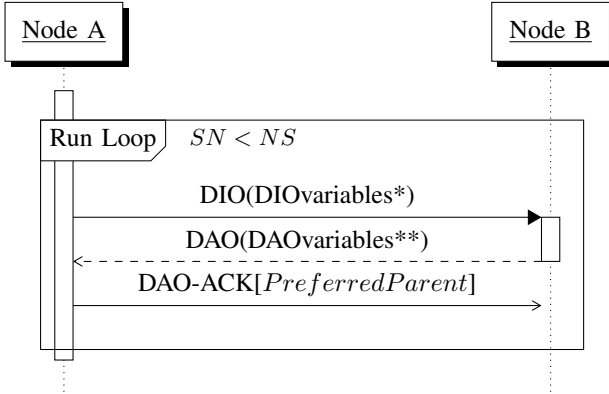 Node A
Node B
Run Loop SN < NS
DIO(DIOvariables*)
DAO(DAOvariables**)
DAO-ACK[PreferredParent]